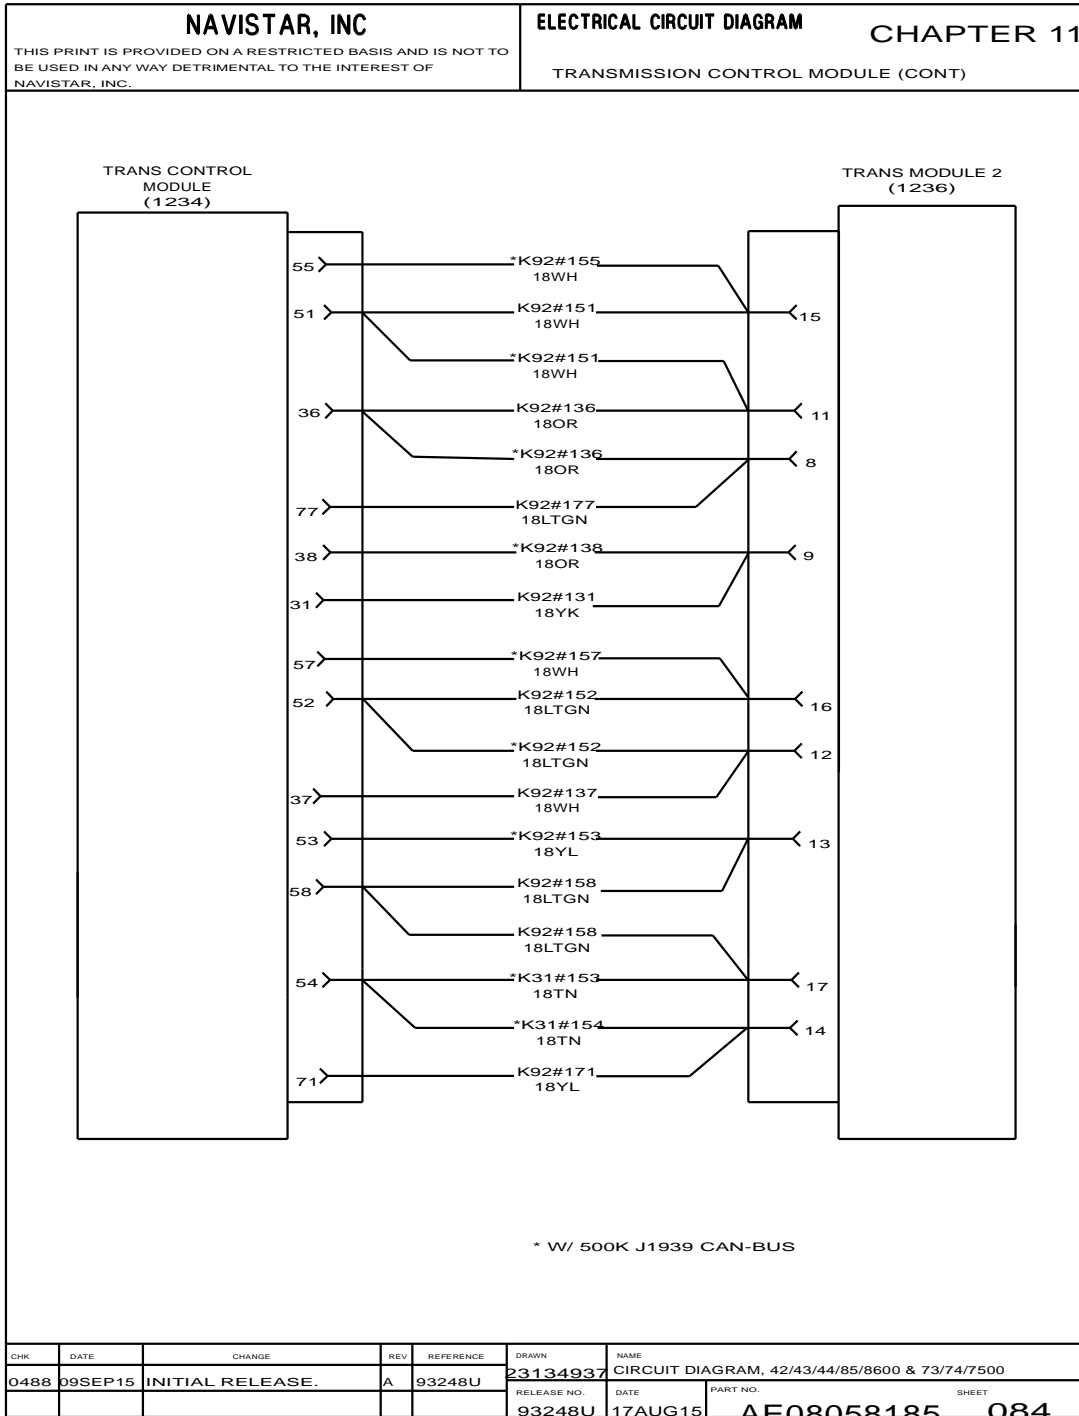 NAVISTAR, INC
THIS PRINT IS PROVIDED ON A RESTRICTED BASIS AND IS NOT TO
BE USED IN ANY WAY DETRIMENTAL TO THE INTEREST OF
NAVISTAR, INC.
ELECTRICAL CIRCUIT DIAGRAM
CHAPTER 11
TRANSMISSION CONTROL MODULE (CONT)
TRANS CONTROL
MODULE
(1234)
TRANS MODULE 2
(1236)
55
*K92#155
18WH
51
K92#151
18WH
15
*K92#151
18WH
36
K92#136
18OR
11
*K92#136
18OR
8
77
K92#177
18LTGN
38
*K92#138
18OR
9
31
K92#131
18YK
57
*K92#157
18WH
52
K92#152
18LTGN
16
*K92#152
18LTGN
12
37
K92#137
18WH
53
*K92#153
18YL
13
58
K92#158
18LTGN
K92#158
18LTGN
54
*K31#153
18TN
17
*K31#154
18TN
14
71
K92#171
18YL
* W/ 500K J1939 CAN-BUS
CHK DATE CHANGE REV REFERENCE
0488 09SEP15 INITIAL RELEASE. A 93248U
DRAWN
23134937
NAME
CIRCUIT DIAGRAM, 42/43/44/85/8600 & 73/74/7500
RELEASE NO.
93248U
DATE
17AUG15
PART NO.
AE08058185
SHEET
084